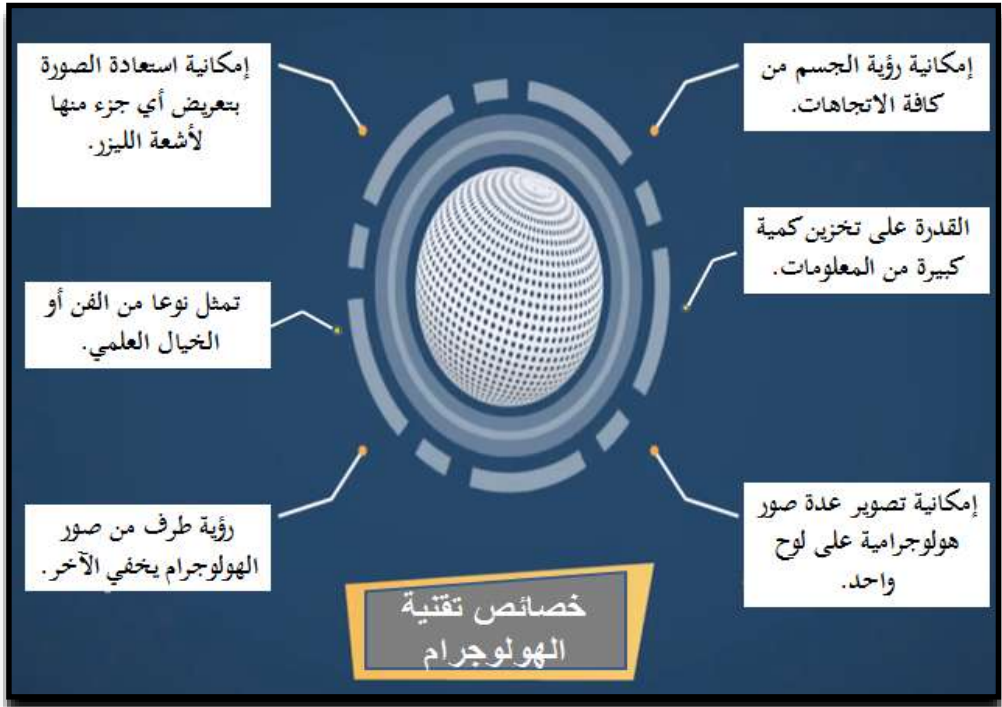 إمكانية رؤية الجسم من
كافة الاتجاهات.
القدرة على تخزين كمية
كبيرة من المعلومات.
إمكانية تصوير عدة صور
هولوجرامية على لوح
واحد.
إمكانية استعادة الصورة
بتعريض أي جزء منها
لأشعة الليزر.
تمثل نوعا من الفن أو
الخيال العلمي.
رؤية طرف من صور
الهولوجرام يخفي الآخر.
خصائص تقنية
الهولوجرام